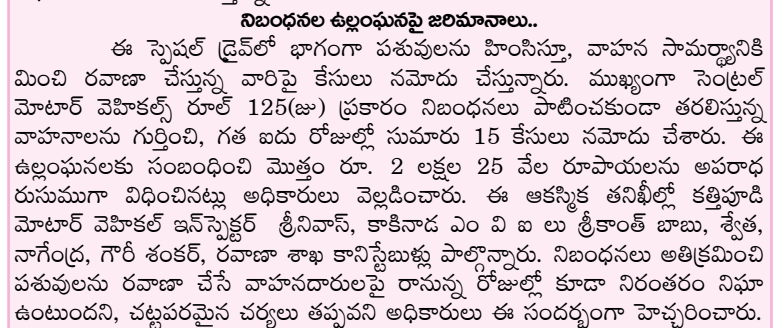 నిబంధనల ఉల్లంఘనపై జరిమానాలు..
ఈ స్పెషల్ డ్రైవ్‌లో భాగంగా పశువులను హింసిస్తూ, వాహన సామర్థ్యానికి
మించి రవాణా చేస్తున్న వారిపై కేసులు నమోదు చేస్తున్నారు. ముఖ్యంగా సెంట్రల్
మోటార్ వెహికల్స్ రూల్ 125(జు) ప్రకారం నిబంధనలు పాటించకుండా తరలిస్తున్న
వాహనాలను గుర్తించి, గత ఐదు రోజుల్లో సుమారు 15 కేసులు నమోదు చేశారు. ఈ
ఉల్లంఘనలకు సంబంధించి మొత్తం రూ. 2 లక్షల 25 వేల రూపాయలను అపరాధ
రుసుముగా విధించినట్లు అధికారులు వెల్లడించారు. ఈ ఆకస్మిక తనిఖీల్లో కత్తిపూడి
మోటార్ వెహికల్ ఇన్‌స్పెక్టర్ శ్రీనివాస్, కాకినాడ ఎం వి ఐ లు శ్రీకాంత్ బాబు, శ్వేత,
నాగేంద్ర, గౌరీ శంకర్, రవాణా శాఖ కానిస్టేబుళ్లు పాల్గొన్నారు. నిబంధనలు అతిక్రమించి
పశువులను రవాణా చేసే వాహనదారులపై రానున్న రోజుల్లో కూడా నిరంతరం నిఘా
ఉంటుందని, చట్టపరమైన చర్యలు తప్పవని అధికారులు ఈ సందర్భంగా హెచ్చరించారు.